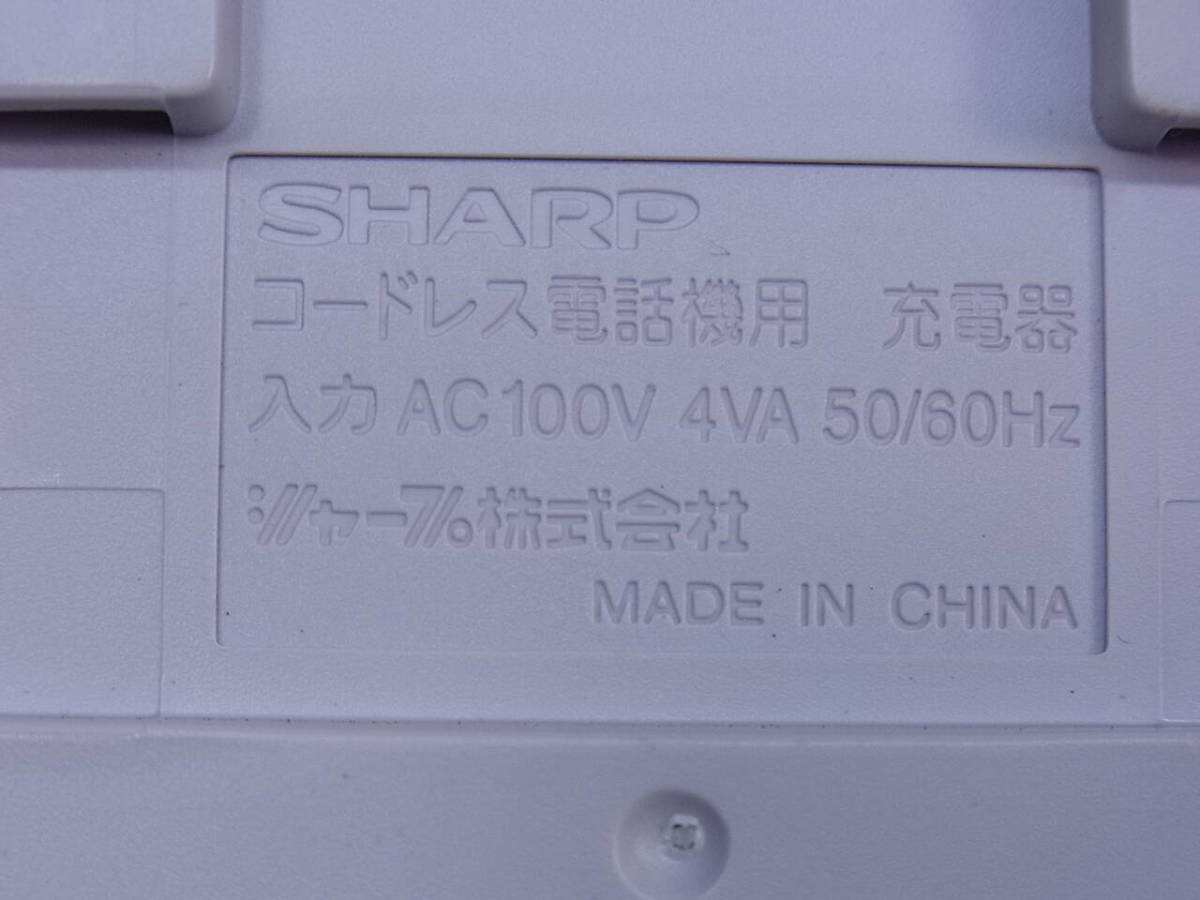 SHARP
コードレス電話機用 充電器
入力 AC100V 4VA 50/60Hz
シャープ株式会社
MADE IN CHINA